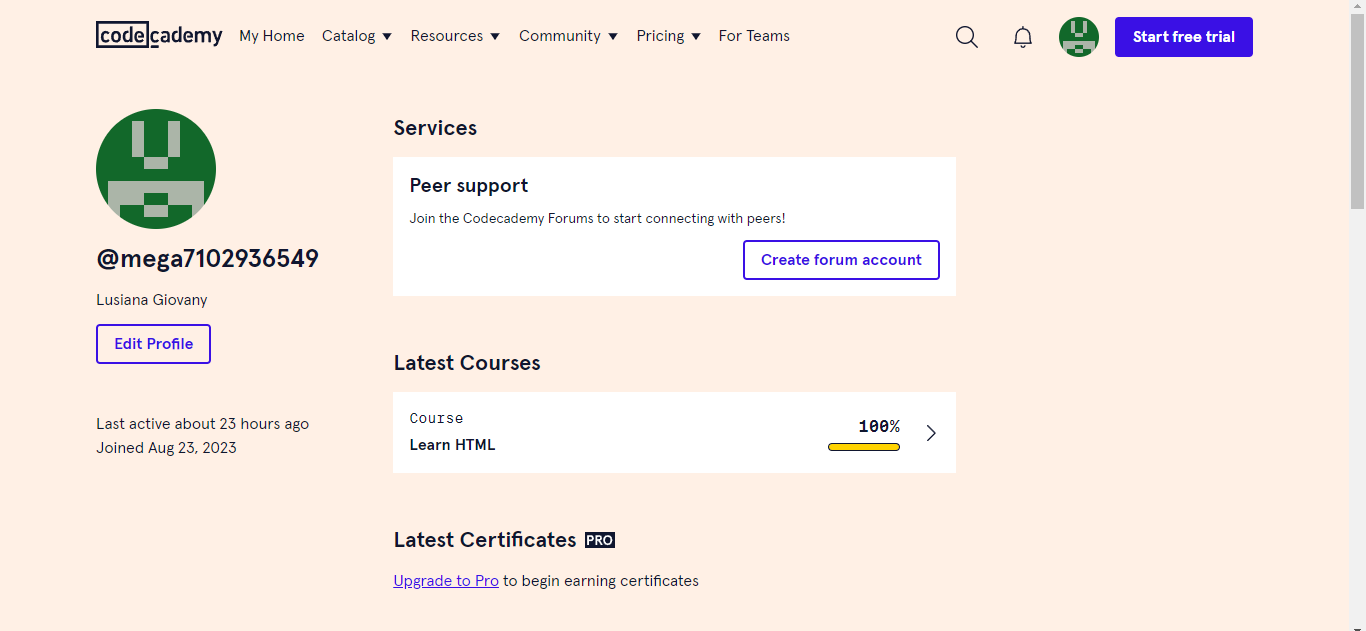 codecademy My Home Catalog Resources Community Pricing For Teams Start free trial
@mega7102936549
Lusiana Giovany
Edit Profile
Last active about 23 hours ago
Joined Aug 23, 2023
Services
Peer support
Join the Codecademy Forums to start connecting with peers!
Create forum account
Latest Courses
Course
Learn HTML
100%
Latest Certificates PRO
Upgrade to Pro to begin earning certificates